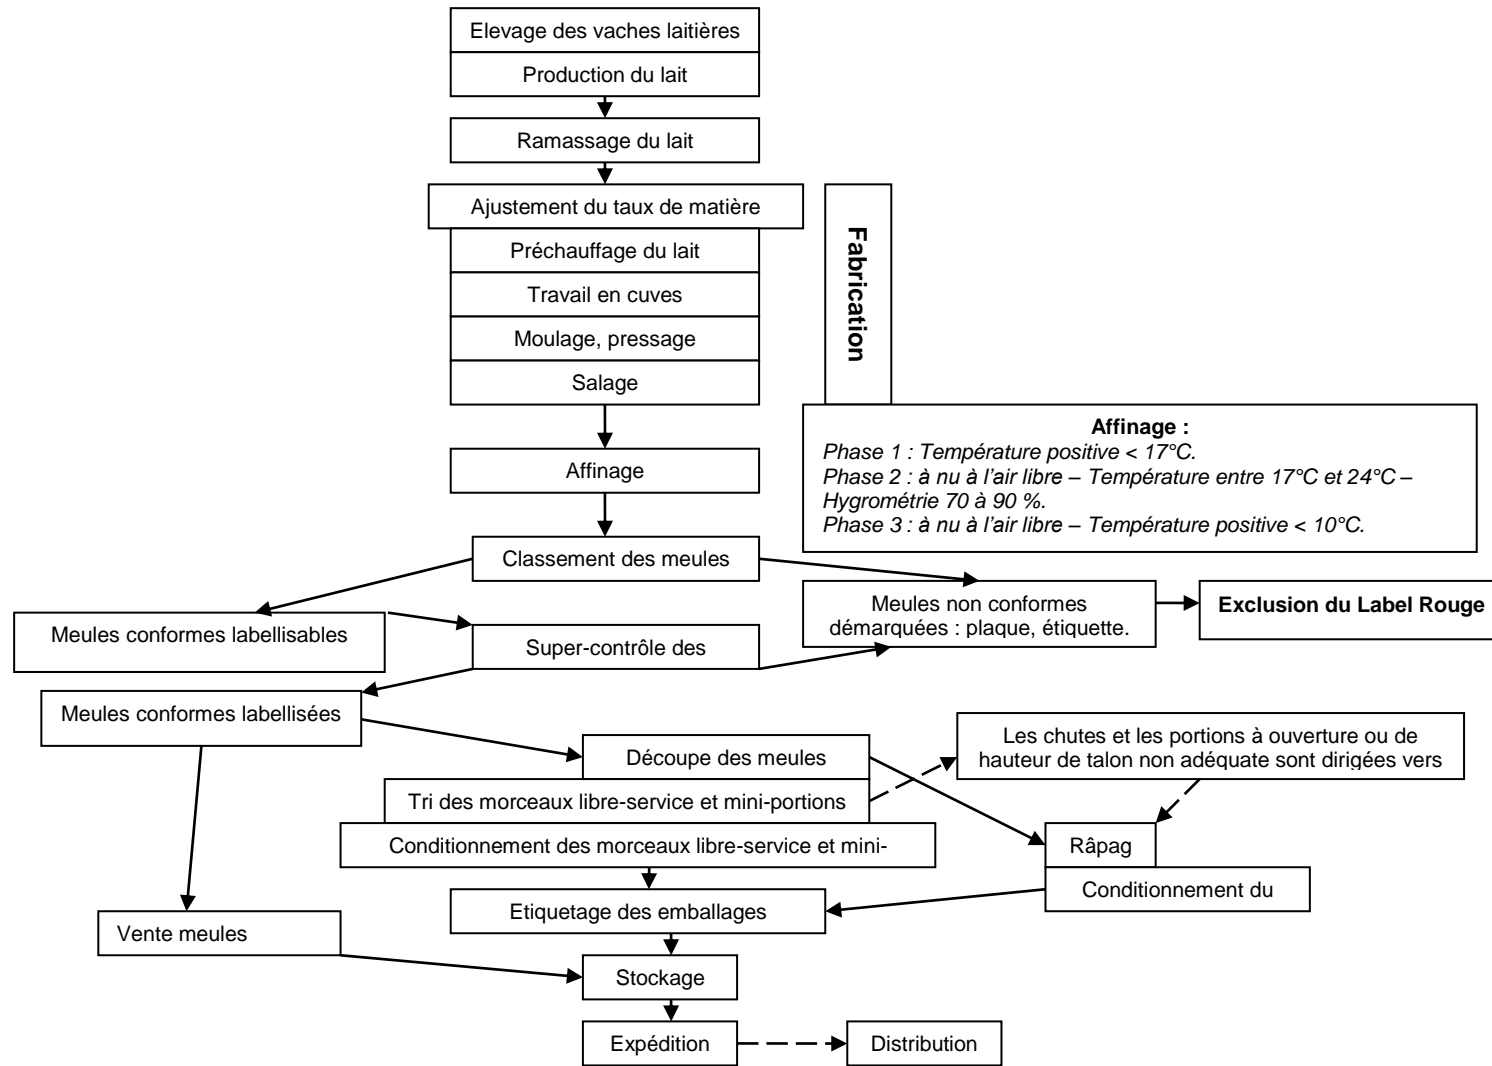 Elevage des vaches laitières
Production du lait
Ramassage du lait
Ajustement du taux de matière
Fabrication
Préchauffage du lait
Travail en cuves
Moulage, pressage
Salage
Affinage :
Phase 1 : Température positive < 17°C.
Phase 2 : à nu à l’air libre – Température entre 17°C et 24°C –
Hygrométrie 70 à 90 %.
Phase 3 : à nu à l’air libre – Température positive < 10°C.
Affinage
Classement des meules
Meules non conformes
démarquées : plaque, étiquette.
Exclusion du Label Rouge
Meules conformes labellisables
Super-contrôle des
Meules conformes labellisées
Découpe des meules
Les chutes et les portions à ouverture ou de
hauteur de talon non adéquate sont dirigées vers
Tri des morceaux libre-service et mini-portions
Conditionnement des morceaux libre-service et mini-
Râpag
Conditionnement du
Etiquetage des emballages
Vente meules
Stockage
Expédition
Distribution